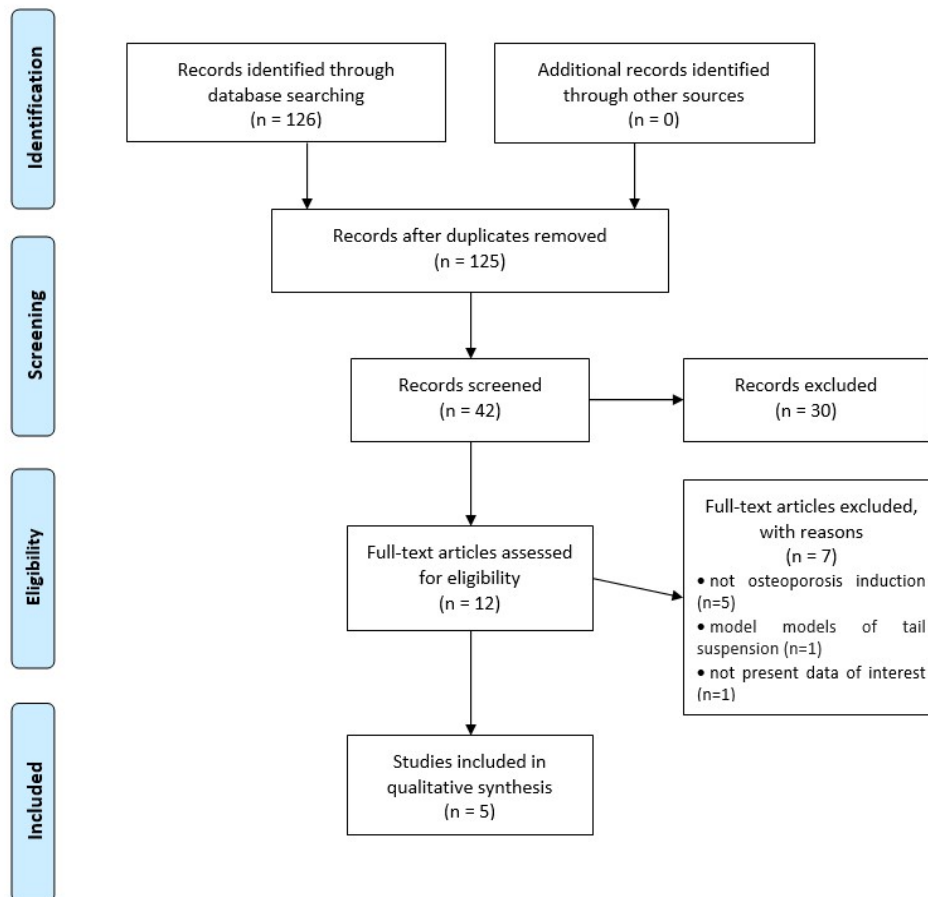 Identification
Records identified through
database searching
(n = 126)
Additional records identified
through other sources
(n = 0)
Records after duplicates removed
(n = 125)
Screening
Records screened
(n = 42)
Records excluded
(n = 30)
Eligibility
Full-text articles assessed
for eligibility
(n = 12)
Full-text articles excluded,
with reasons
(n = 7)
• not osteoporosis induction
(n=5)
• model models of tail
suspension (n=1)
• not present data of interest
(n=1)
Included
Studies included in
qualitative synthesis
(n = 5)